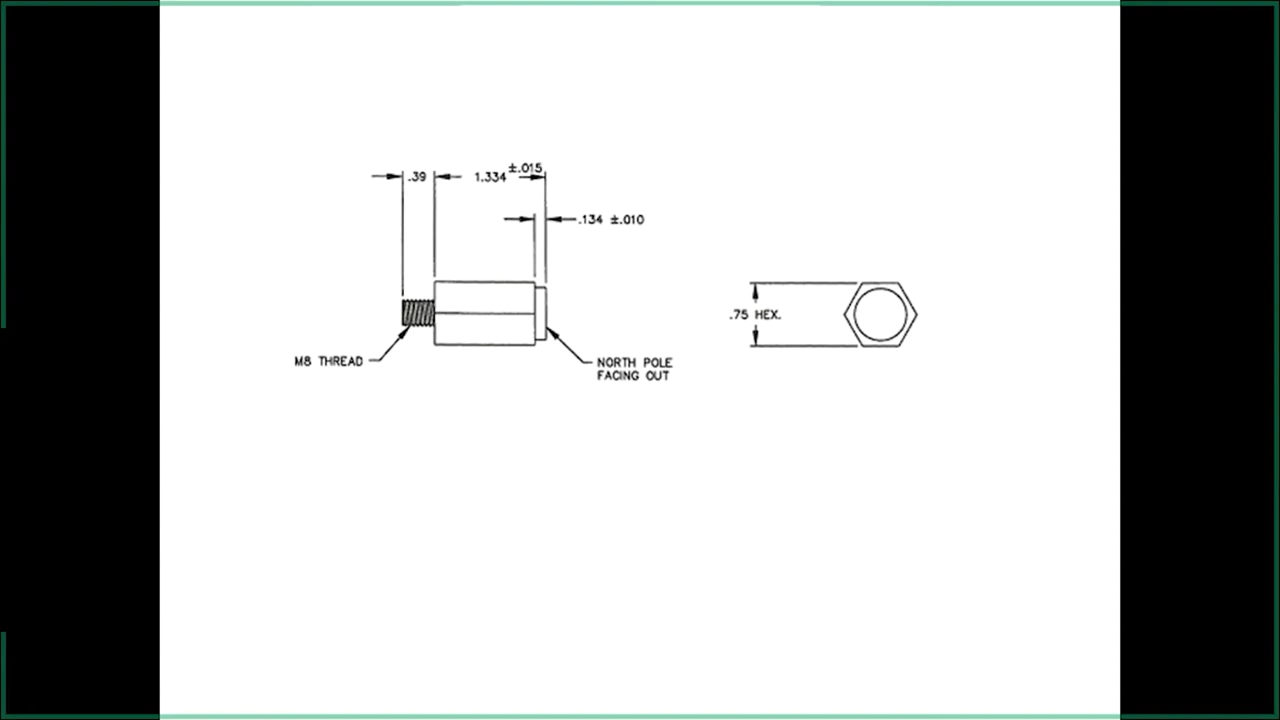 ±.015
.39
1.334
.134 ±.010
.75 HEX.
M8 THREAD
NORTH POLE
FACING OUT